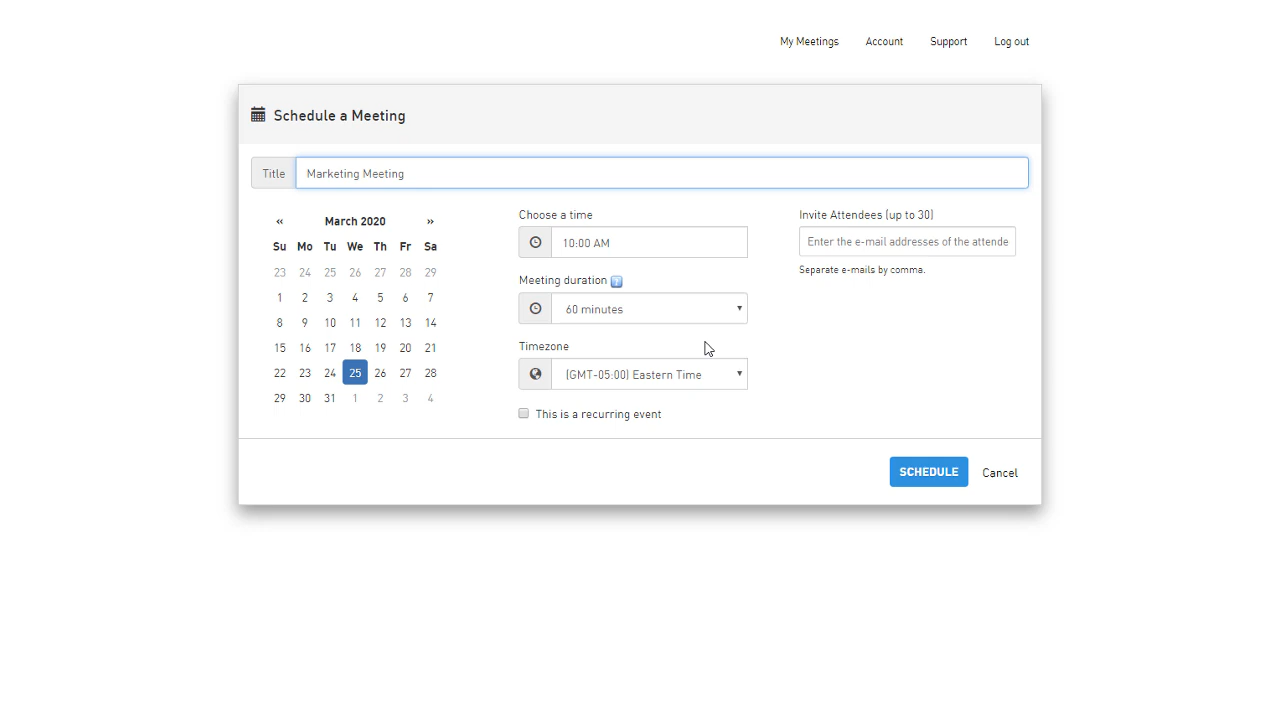 My Meetings Account Support Log out
Schedule a Meeting
Title Marketing Meeting
« March 2020 »
Su Mo Tu We Th Fr Sa
23 24 25 26 27 28 29
1 2 3 4 5 6 7
8 9 10 11 12 13 14
15 16 17 18 19 20 21
22 23 24 25 26 27 28
29 30 31 1 2 3 4
Choose a time
10:00 AM
Meeting duration
60 minutes
Timezone
(GMT-05:00) Eastern Time
This is a recurring event
Invite Attendees (up to 30)
Enter the e-mail addresses of the attende
Separate e-mails by comma.
SCHEDULE Cancel